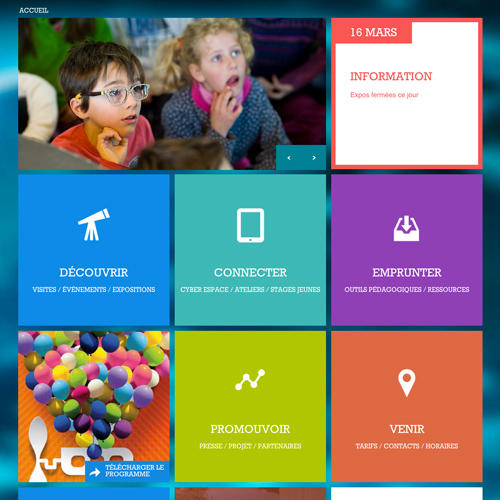 ACCUEIL
16 MARS
INFORMATION
Expos fermées ce jour
DÉCOUVRIR
VISITES / ÉVÉNEMENTS / EXPOSITIONS
CONNECTER
CYBER ESPACE / ATELIERS / STAGES JEUNES
EMPRUNTER
OUTILS PÉDAGOGIQUES / RESSOURCES
TÉLÉCHARGER LE
PROGRAMME
PROMOUVOIR
PRESSE / PROJET / PARTENAIRES
VENIR
TARIFS / CONTACTS / HORAIRES